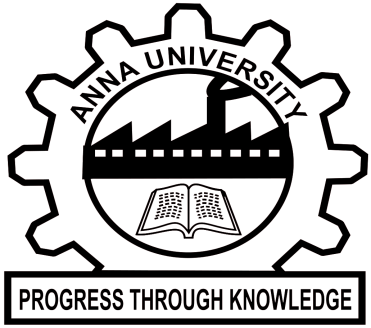 ANNA UNIVERSITY
PROGRESS THROUGH KNOWLEDGE